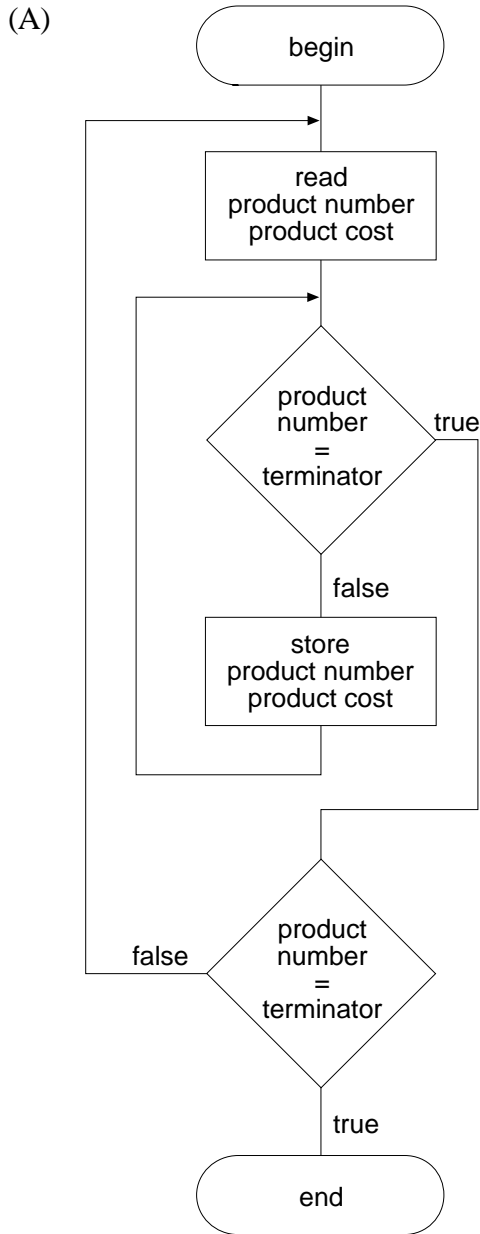 (A)
begin
read
product number
product cost
product
number
=
terminator
true
false
store
product number
product cost
product
number
=
terminator
false
true
end